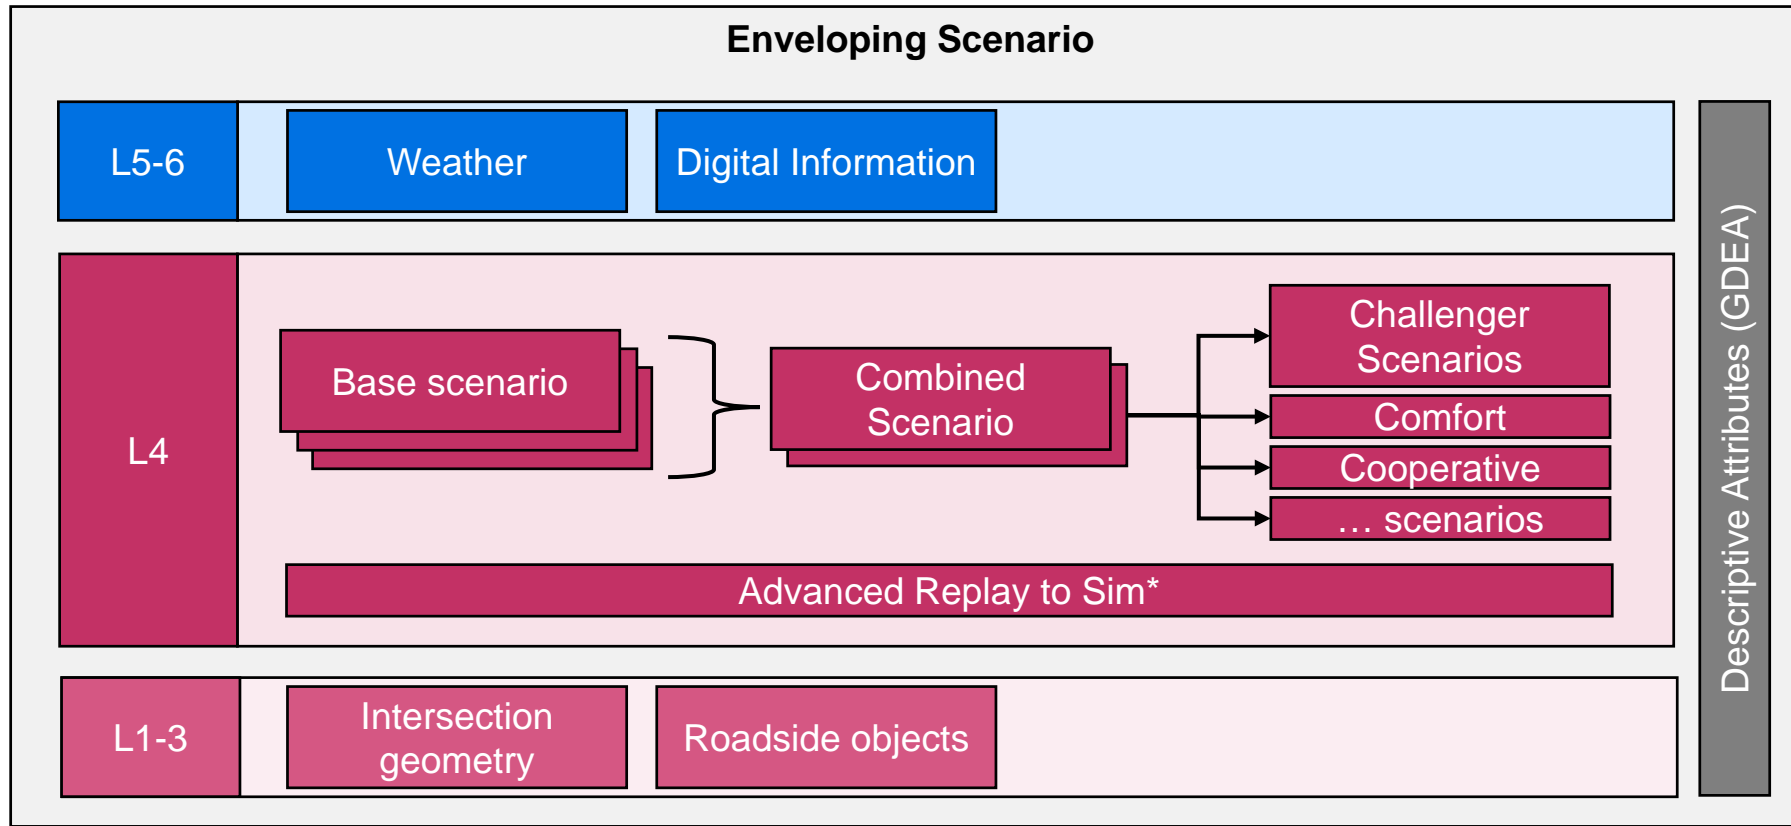 Enveloping Scenario
L5-6
Weather
Digital Information
L4
Base scenario
Combined
Scenario
Challenger
Scenarios
Comfort
Cooperative
… scenarios
Advanced Replay to Sim*
L1-3
Intersection
geometry
Roadside objects
Descriptive Attributes (GDEA)